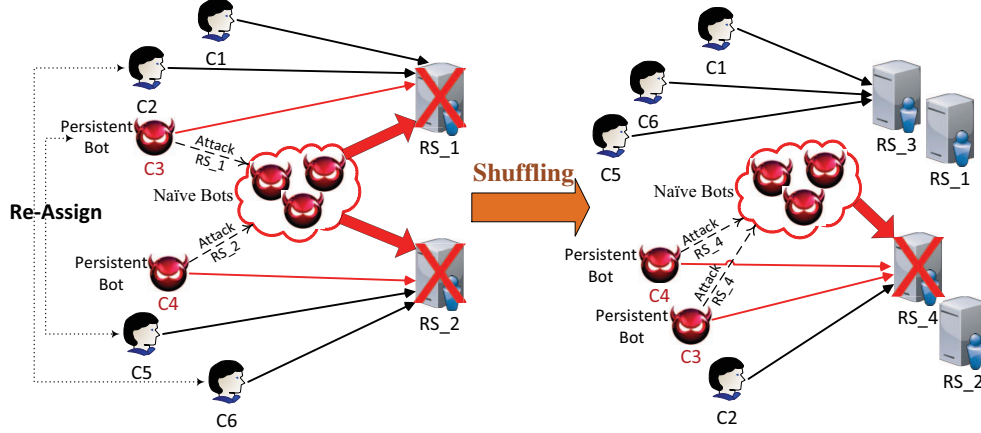 C1
C2
Persistent
Bot
C3
Attack
RS_1
RS_1
Naïve Bots
Re-Assign
Attack
RS_2
Persistent
Bot
C4
RS_2
C5
C6
Shuffling
C1
C6
C5
RS_3
RS_1
Naïve Bots
Attack
RS_4
Persistent
Bot
C4
Attack
RS_4
Persistent
Bot
C3
RS_4
RS_2
C2